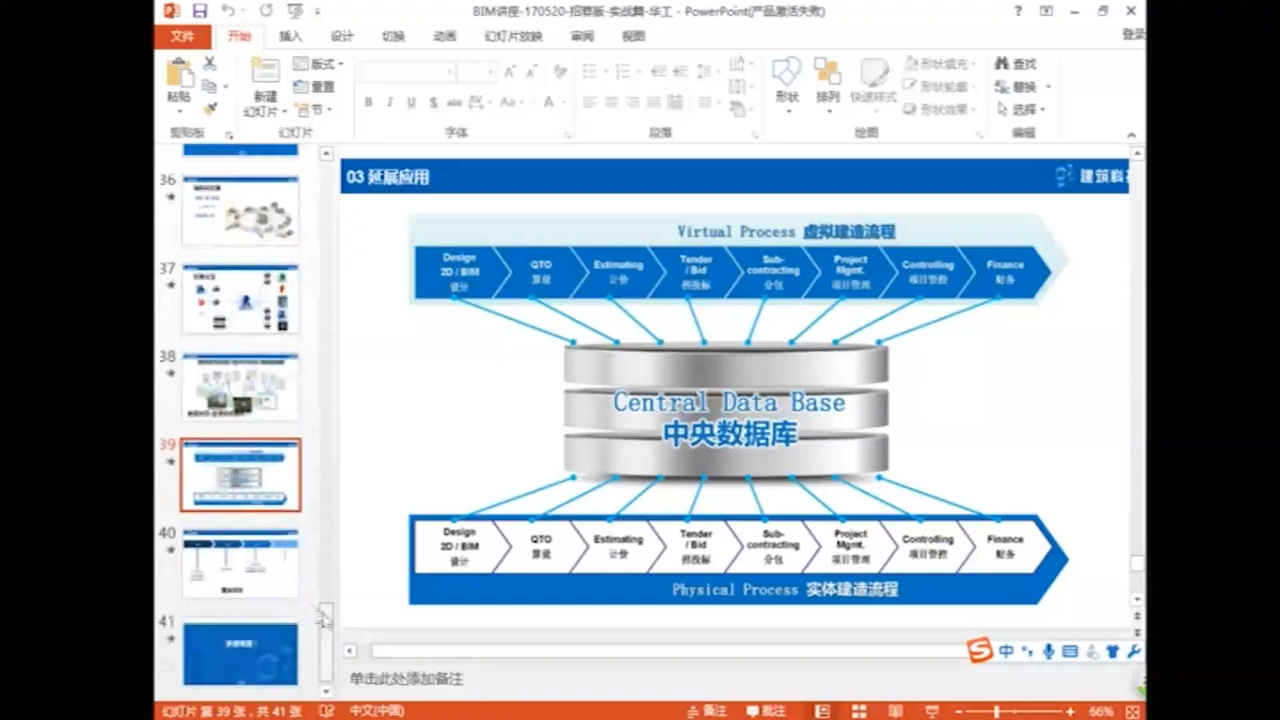 BIM讲座-170520-招赛版-实战篇-华工 - PowerPoint(产品激活失败)
文件 开始 插入 设计 切换 动画 幻灯片放映 审阅 视图 登录
粘贴
剪贴板
新建
幻灯片
版式
重置
节
幻灯片
B I U S abc AV Aa A
字体
段落
形状
排列
快速样式
形状填充
形状轮廓
形状效果
绘图
查找
替换
选择
编辑
36
37
38
39
40
41
03 延展应用
建筑科
Virtual Process 虚拟建造流程
Design
2D / BIM
设计
QTO
算量
Estimating
计价
Tender
/ Bid
招投标
Sub-
contracting
分包
Project
Mgmt.
项目管理
Controlling
项目管控
Finance
财务
Central Data Base
中央数据库
Design
2D / BIM
设计
QTO
算量
Estimating
计价
Tender
/ Bid
招投标
Sub-
contracting
分包
Project
Mgmt.
项目管理
Controlling
项目管控
Finance
财务
Physical Process 实体建造流程
中
单击此处添加备注
幻灯片 第 39 张，共 41 张 中文(中国) 备注 批注 66%